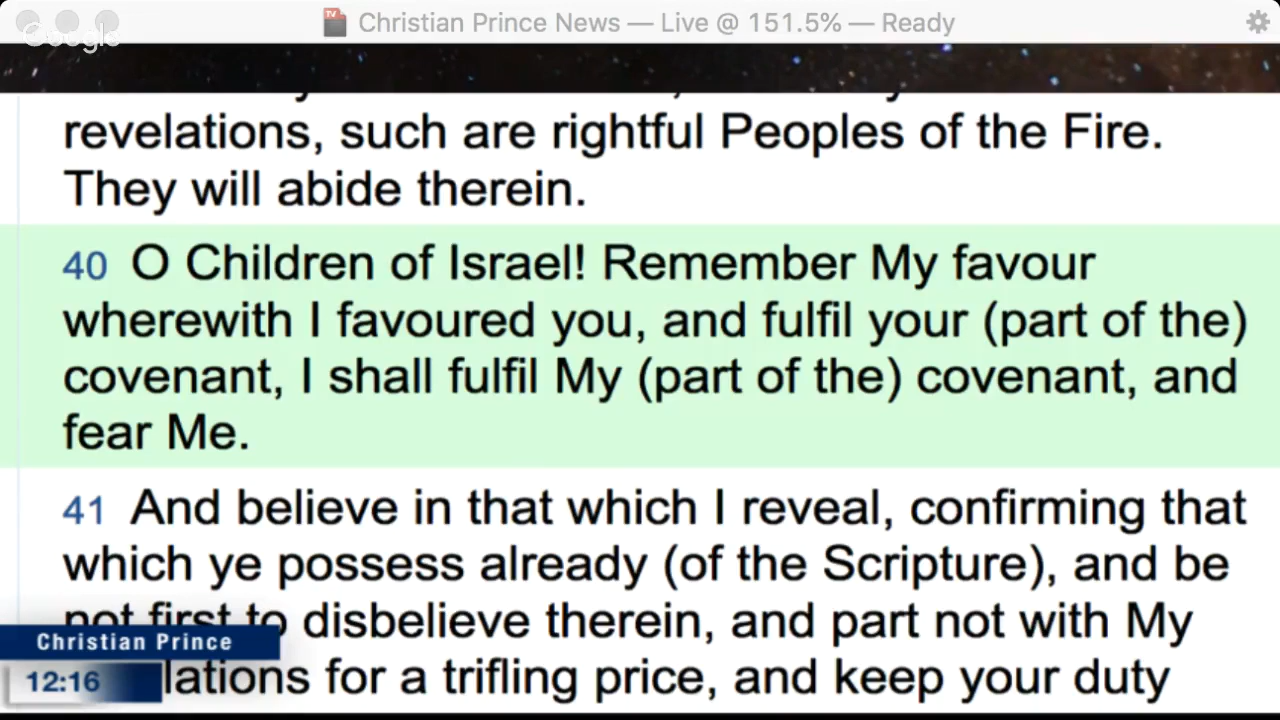 Christian Prince News — Live @ 151.5% — Ready
Google
revelations, such are rightful Peoples of the Fire.
They will abide therein.
40 O Children of Israel! Remember My favour
wherewith I favoured you, and fulfil your (part of the)
covenant, I shall fulfil My (part of the) covenant, and
fear Me.
41 And believe in that which I reveal, confirming that
which ye possess already (of the Scripture), and be
not first to disbelieve therein, and part not with My
lations for a trifling price, and keep your duty
Christian Prince
12:16